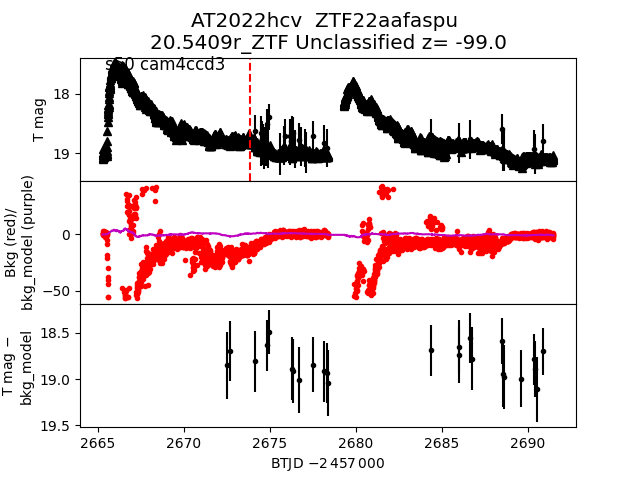 AT2022hcv ZTF22aafaspu
20.5409r_ZTF Unclassified z= -99.0
cam4ccd3
18
19
T mag
0
−50
Bkg (red)/
bkg_model (purple)
18.5
19.0
19.5
T mag −
bkg_model
2665
2670
2675
2680
2685
2690
BTJD −2 457 000